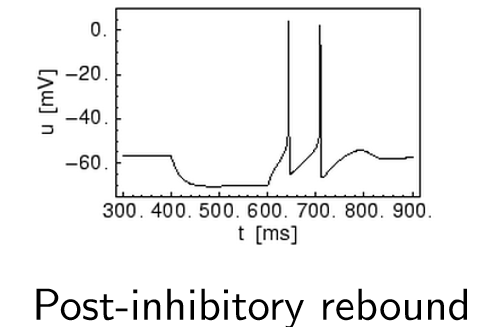 0.
−20.
−40.
−60.
u [mV]
300. 400. 500. 600. 700. 800. 900.
t [ms]
Post-inhibitory rebound